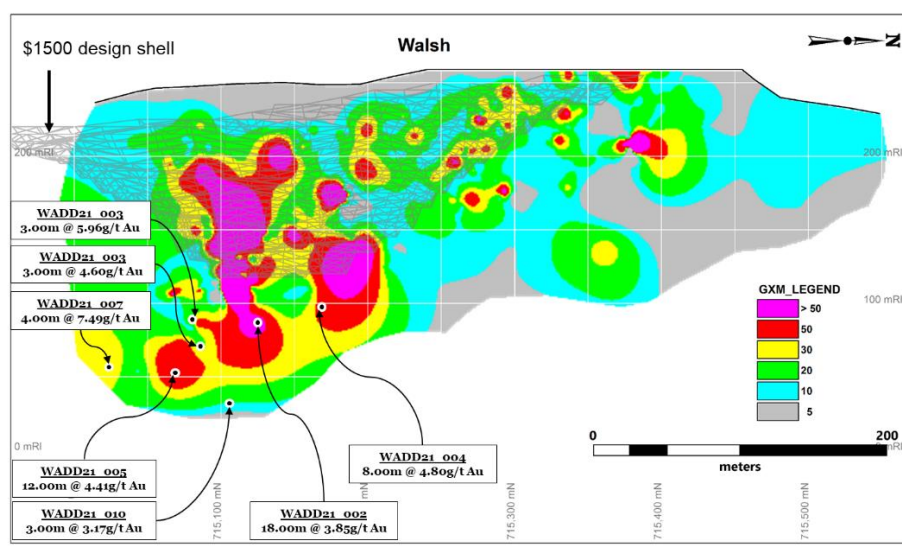 $1500 design shell
Walsh
N
200 mRl
200 mRl
WADD21_003
3.00m @ 5.96g/t Au
WADD21_003
3.00m @ 4.60g/t Au
WADD21_007
4.00m @ 7.49g/t Au
100 mRl
GXM_LEGEND
> 50
50
30
20
10
5
0 mRl
0 mRl
0
200
meters
WADD21_005
12.00m @ 4.41g/t Au
WADD21_010
3.00m @ 3.17g/t Au
WADD21_002
18.00m @ 3.85g/t Au
WADD21_004
8.00m @ 4.80g/t Au
715.100 mN
715.300 mN
715.400 mN
715.500 mN